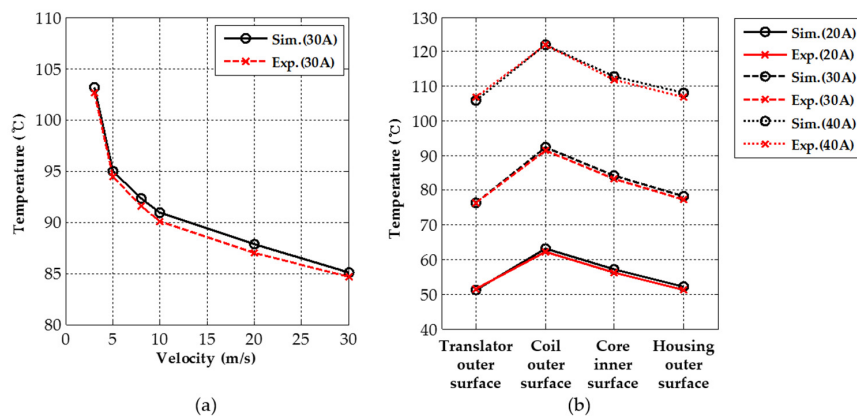 110
103
100
95
90
85
80
0
5
10
15
20
25
30
Temperature (℃)
Velocity (m/s)
Sim.(30A)
Exp.(30A)
(a)
130
120
110
100
90
80
70
60
50
40
Temperature (℃)
Translator outer surface
Coil outer surface
Core inner surface
Housing outer surface
Sim.(20A)
Exp.(20A)
Sim.(30A)
Exp.(30A)
Sim.(40A)
Exp.(40A)
(b)